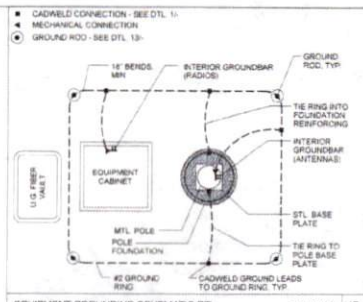 CADWELD CONNECTION - SEE DTL 1/-
MECHANICAL CONNECTION
GROUND ROD - SEE DTL 13/-
18" BENDS,
MIN
INTERIOR GROUNDBAR
(RADIOS)
GROUND
ROD, TYP
TIE RING INTO
FOUNDATION
REINFORCING
INTERIOR
GROUNDBAR
(ANTENNAS)
EQUIPMENT
CABINET
U.G. FIBER
VAULT
STL BASE
PLATE
MTL POLE
POLE
FOUNDATION
TIE RING TO
POLE BASE
PLATE
#2 GROUND
RING
CADWELD GROUND LEADS
TO GROUND RING, TYP